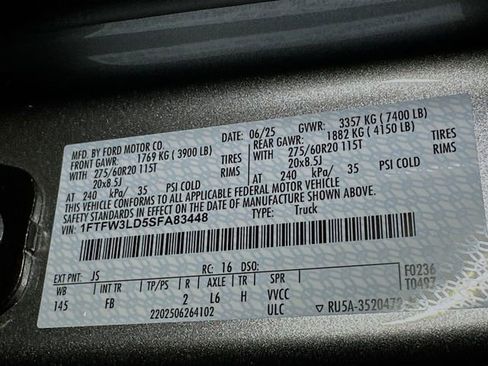 MFD. BY FORD MOTOR CO.
DATE: 06/25 GVWR: 3357 KG ( 7400 LB)
FRONT GAWR: 1769 KG ( 3900 LB) REAR GAWR: 1882 KG ( 4150 LB)
WITH 275/60R20 115T TIRES WITH 275/60R20 115T TIRES
20x8.5J RIMS 20x8.5J RIMS
AT 240 kPa/ 35 PSI COLD AT 240 kPa/ 35 PSI COLD
THIS VEHICLE CONFORMS TO ALL APPLICABLE FEDERAL MOTOR VEHICLE
SAFETY STANDARDS IN EFFECT ON THE DATE OF MANUFACTURE SHOWN ABOVE.
VIN: 1FTFW3LD5SFA83448
TYPE: Truck
EXT PNT: JS RC: 16 DSO: F0236
WB TP/PS R AXLE TR SPR T0497
145 FB 2 L6 H VVCC
ULC ▽ RU5A-3520472
2202506264102